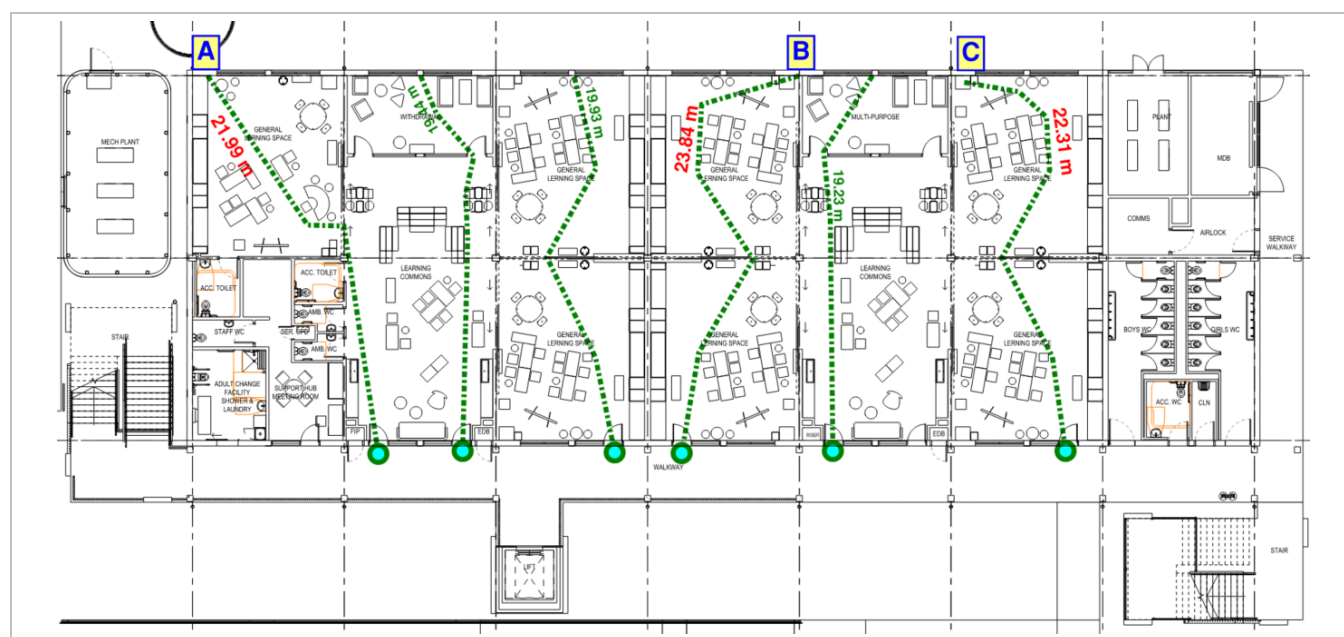 A
B
C
21.99 m
19.44 m
19.93 m
23.84 m
19.23 m
22.31 m
MECH PLANT
GENERAL
LERNING SPACE
WITHDRAWAL
GENERAL
LERNING SPACE
GENERAL
LERNING SPACE
MULTI-PURPOSE
GENERAL
LERNING SPACE
PLANT
MDB
COMMS
AIRLOCK
SERVICE
WALKWAY
ACC. TOILET
ACC. TOILET
LEARNING
COMMONS
LEARNING
COMMONS
AMB. WC
STAFF WC
SER. CPD
AMB. WC
STAIR
GENERAL
LERNING SPACE
GENERAL
LERNING SPACE
GENERAL
LERNING SPACE
BOYS WC
GIRLS WC
ADULT CHANGE
FACILITY
SHOWER &
LAUNDRY
SUPPORT HUB
MEETING ROOM
ACC. WC
CLN
FIP
EDB
RISER
EDB
WALKWAY
LIFT
STAIR